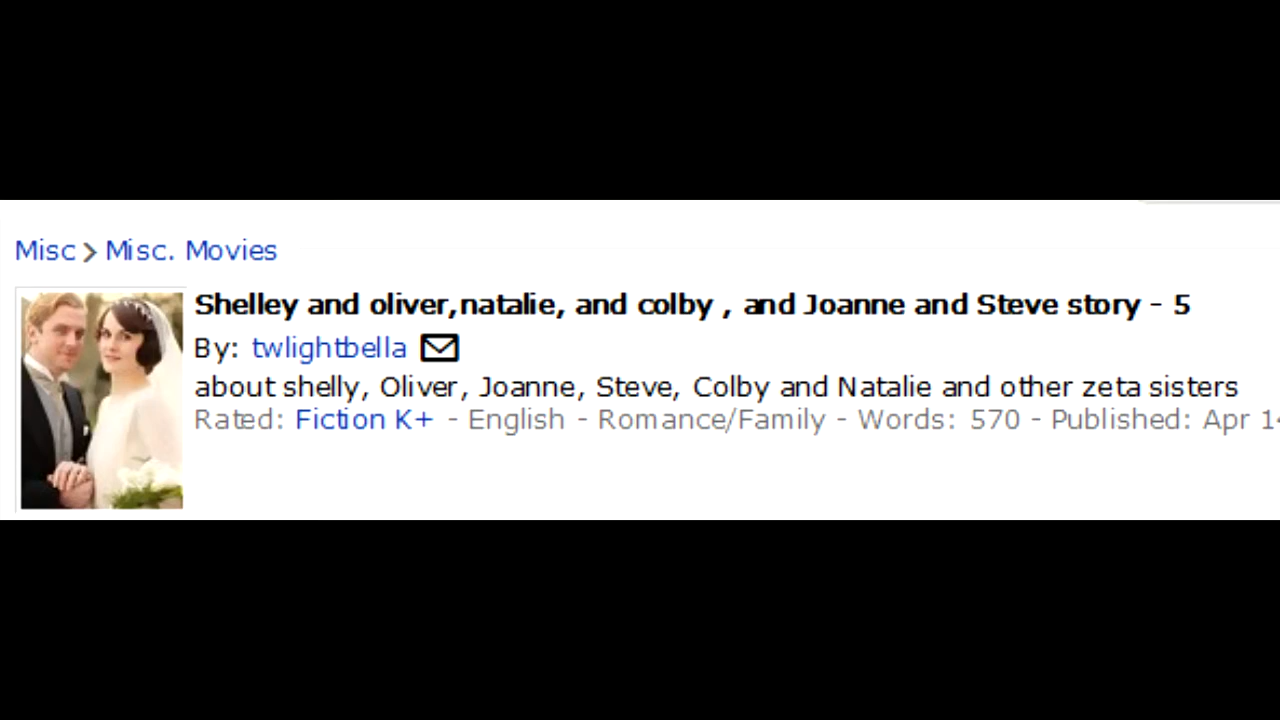 Misc > Misc. Movies
Shelley and oliver,natalie, and colby , and Joanne and Steve story - 5
By: twlightbella
about shelly, Oliver, Joanne, Steve, Colby and Natalie and other zeta sisters
Rated: Fiction K+ - English - Romance/Family - Words: 570 - Published: Apr